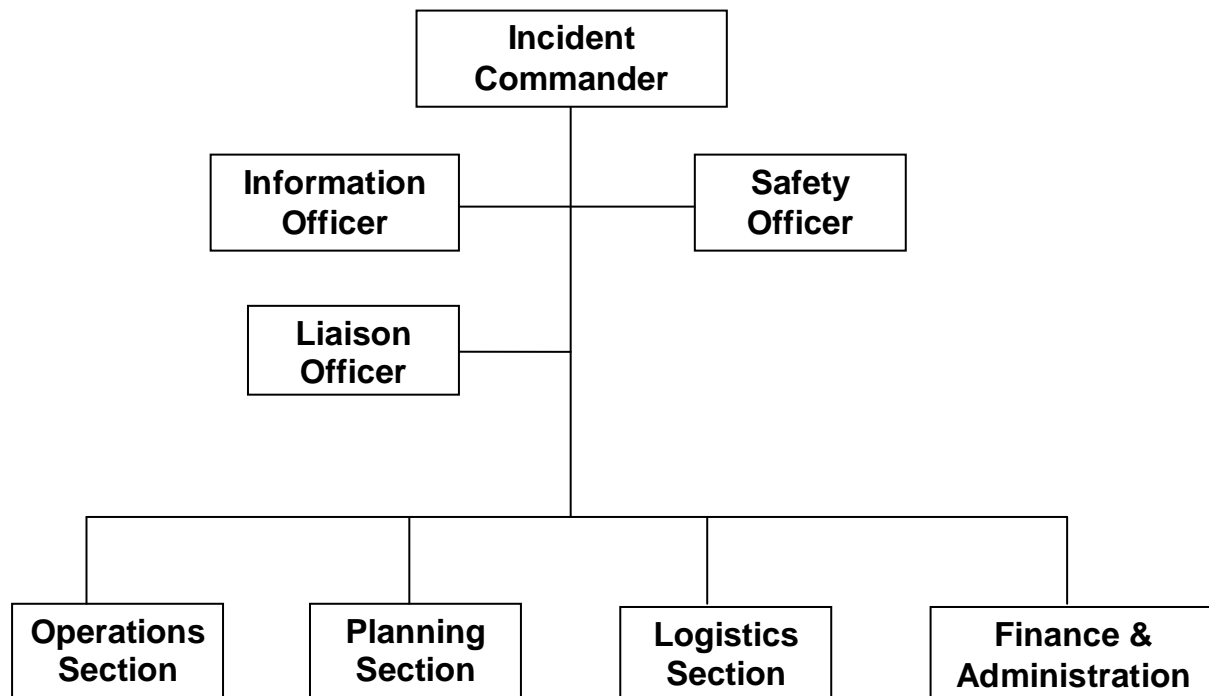 Incident
Commander
Information
Officer
Safety
Officer
Liaison
Officer
Operations
Section
Planning
Section
Logistics
Section
Finance &
Administration